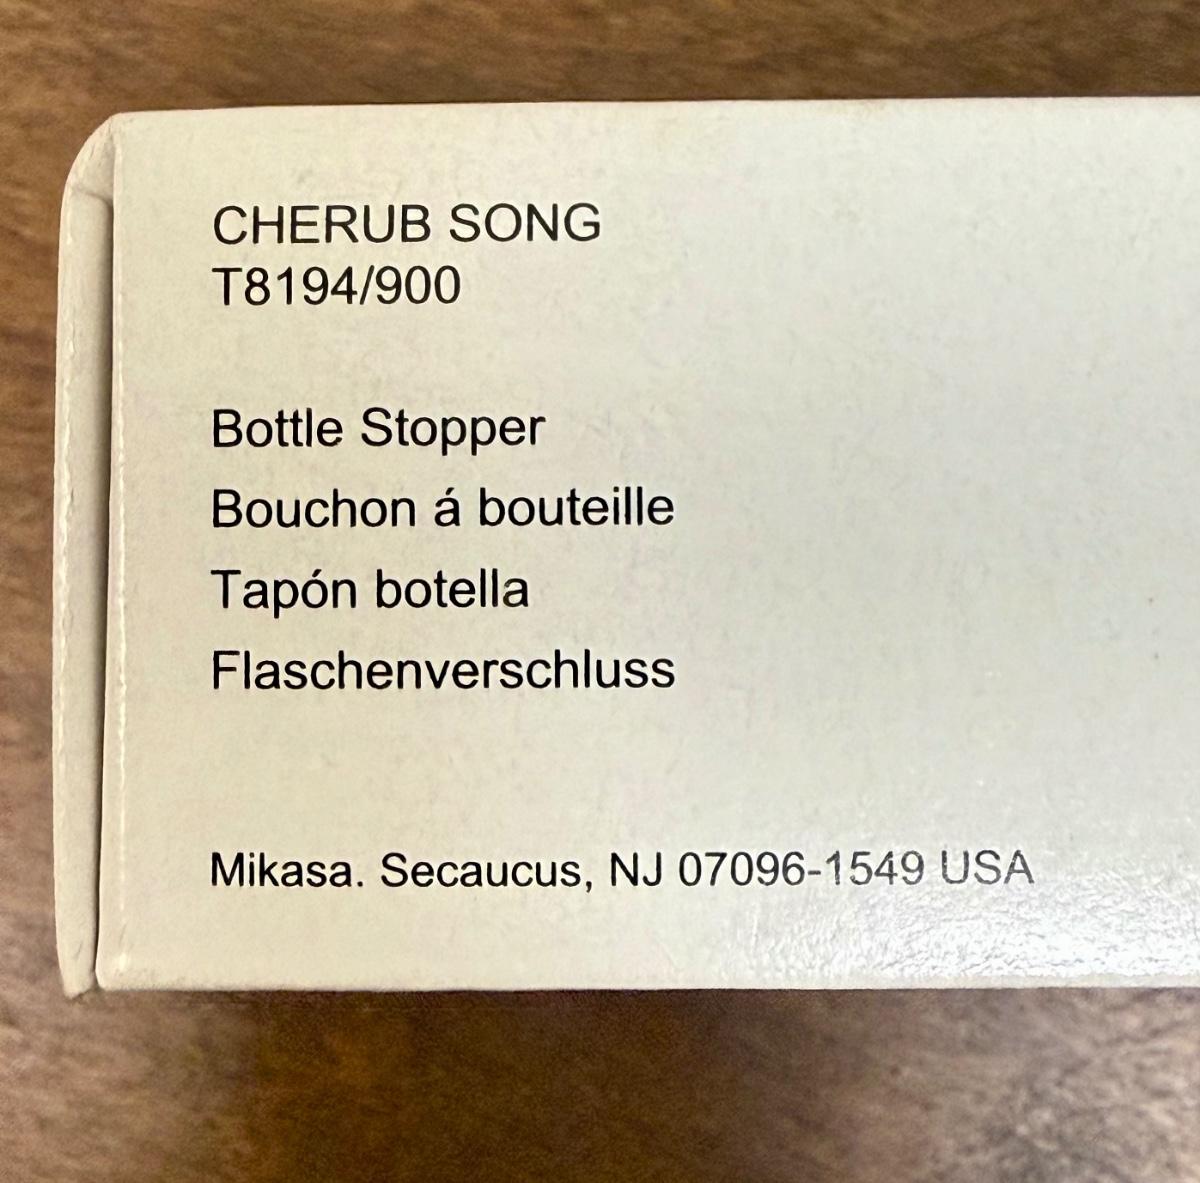 CHERUB SONG
T8194/900
Bottle Stopper
Bouchon á bouteille
Tapón botella
Flaschenverschluss
Mikasa. Secaucus, NJ 07096-1549 USA